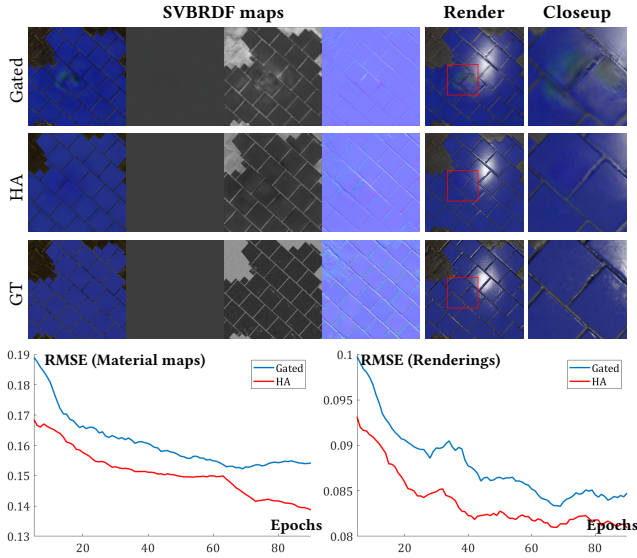 SVBRDF maps Render Closeup
Gated
HA
GT
RMSE (Material maps)
Gated
HA
0.19
0.18
0.17
0.16
0.15
0.14
0.13
20 40 60 80
Epochs
RMSE (Renderings)
Gated
HA
0.1
0.095
0.09
0.085
0.08
20 40 60 80
Epochs